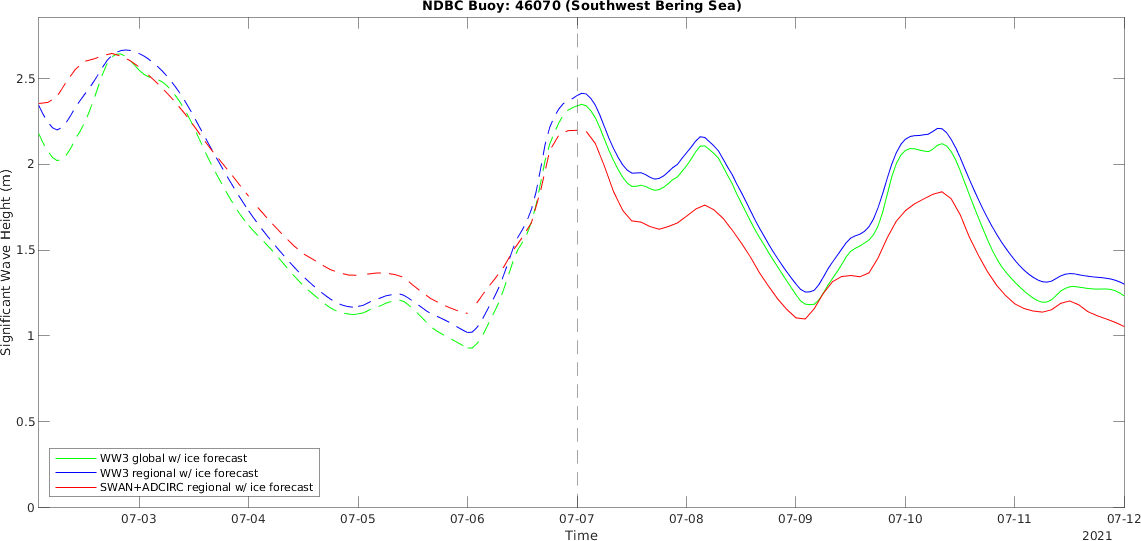 NDBC Buoy: 46070 (Southwest Bering Sea)
Significant Wave Height (m)
2.5
2
1.5
1
0.5
0
WW3 global w/ ice forecast
WW3 regional w/ ice forecast
SWAN+ADCIRC regional w/ ice forecast
07-03 07-04 07-05 07-06 07-07 07-08 07-09 07-10 07-11 07-12
Time
2021